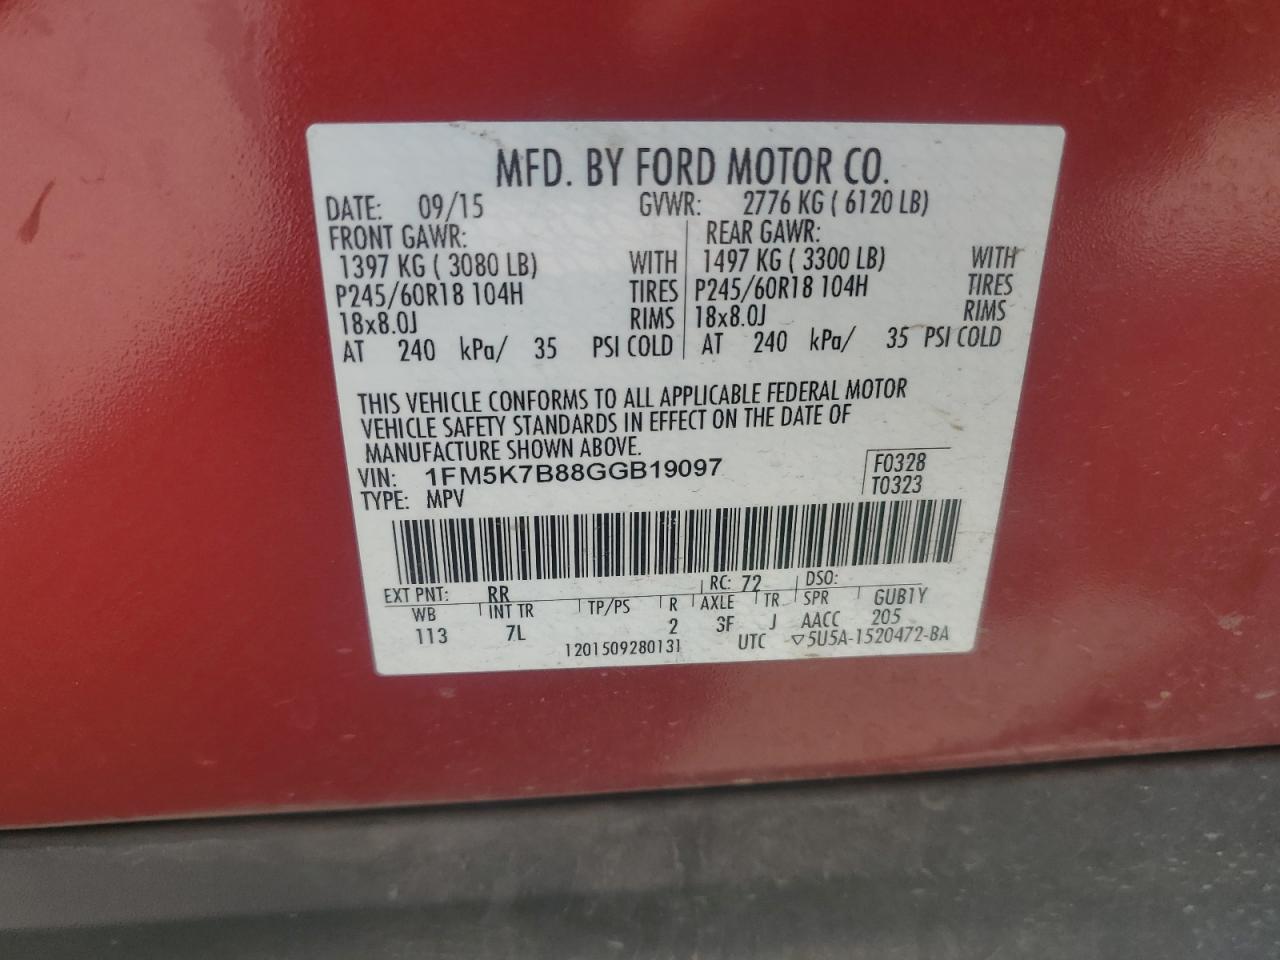 MFD. BY FORD MOTOR CO.
DATE: 09/15 GVWR: 2776 KG ( 6120 LB)
FRONT GAWR: REAR GAWR:
1397 KG ( 3080 LB) WITH 1497 KG ( 3300 LB) WITH
P245/60R18 104H TIRES P245/60R18 104H TIRES
18x8.0J RIMS 18x8.0J RIMS
AT 240 kPa/ 35 PSI COLD AT 240 kPa/ 35 PSI COLD
THIS VEHICLE CONFORMS TO ALL APPLICABLE FEDERAL MOTOR
VEHICLE SAFETY STANDARDS IN EFFECT ON THE DATE OF
MANUFACTURE SHOWN ABOVE.
VIN: 1FM5K7B88GGB19097 F0328
TYPE: MPV T0323
EXT PNT: RR RC: 72 DSO:
WB INT TR TP/PS R AXLE TR SPR GUB1Y
113 7L 2 3F J AACC 205
1201509280131 UTC ▽5U5A-1520472-BA